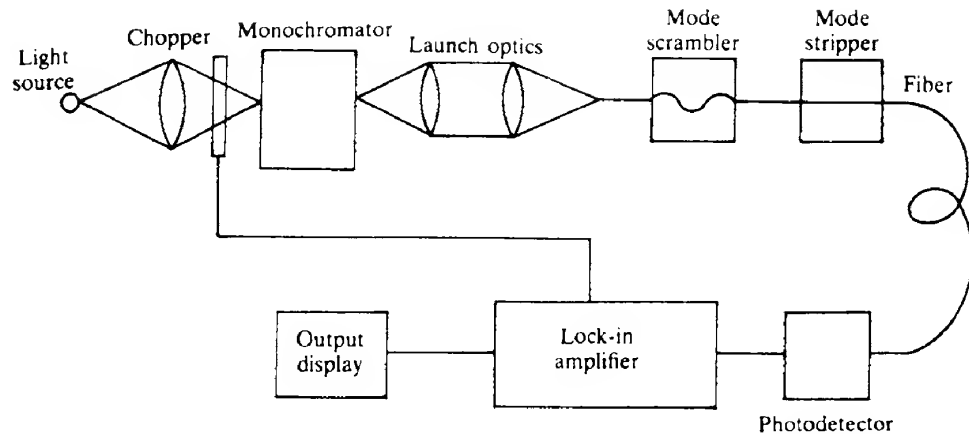 Light
source
Chopper
Monochromator
Launch optics
Mode
scrambler
Mode
stripper
Fiber
Output
display
Lock-in
amplifier
Photodetector